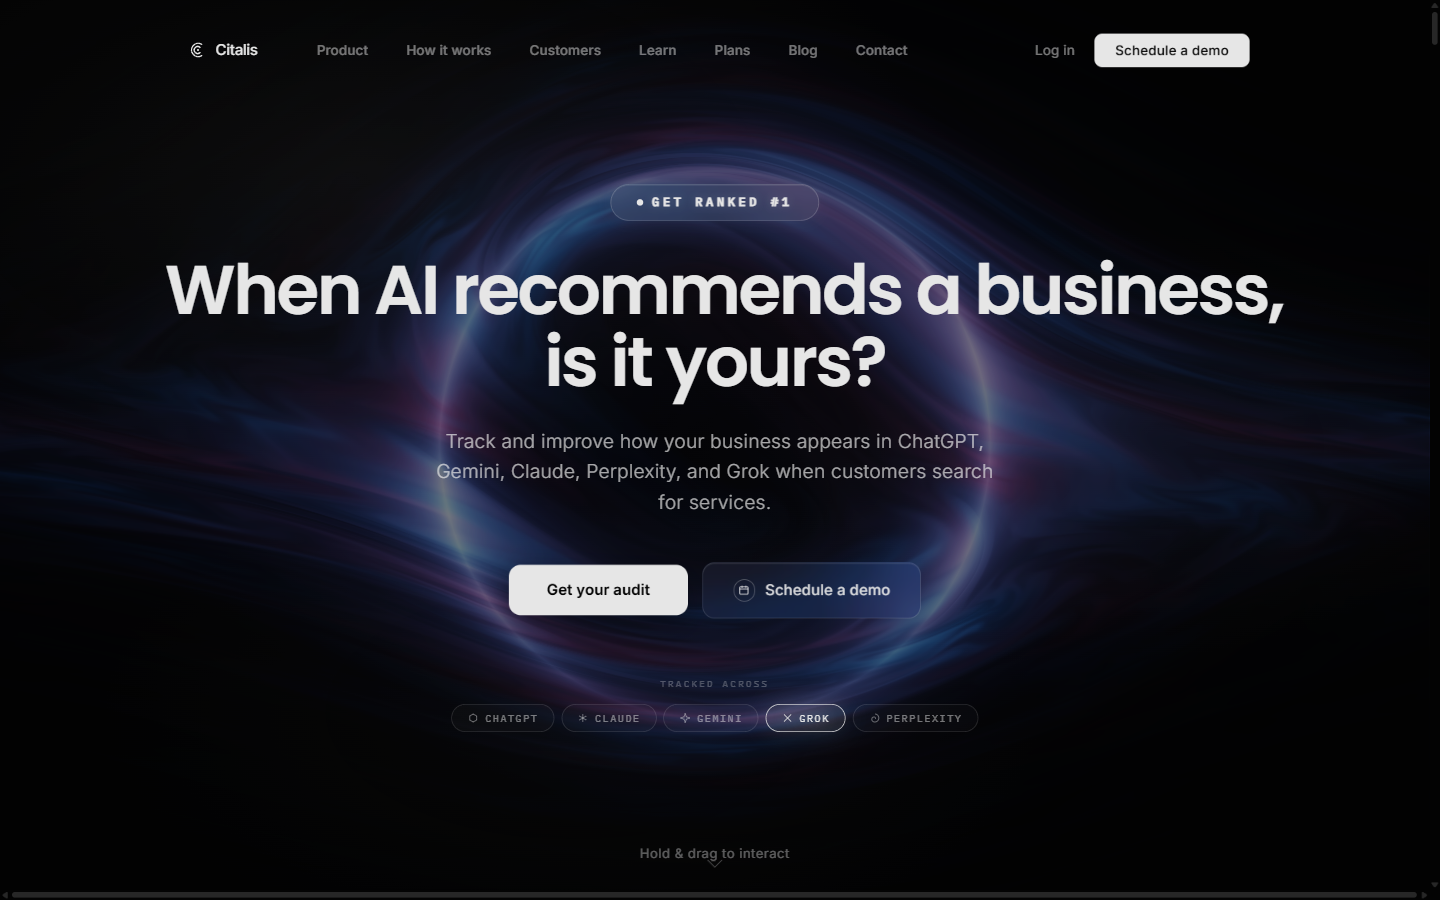 Citalis
Product
How it works
Customers
Learn
Plans
Blog
Contact
Log in
Schedule a demo
GET RANKED #1
When AI recommends a business,
is it yours?
Track and improve how your business appears in ChatGPT,
Gemini, Claude, Perplexity, and Grok when customers search
for services.
Get your audit
Schedule a demo
TRACKED ACROSS
CHATGPT
CLAUDE
GEMINI
GROK
PERPLEXITY
Hold & drag to interact